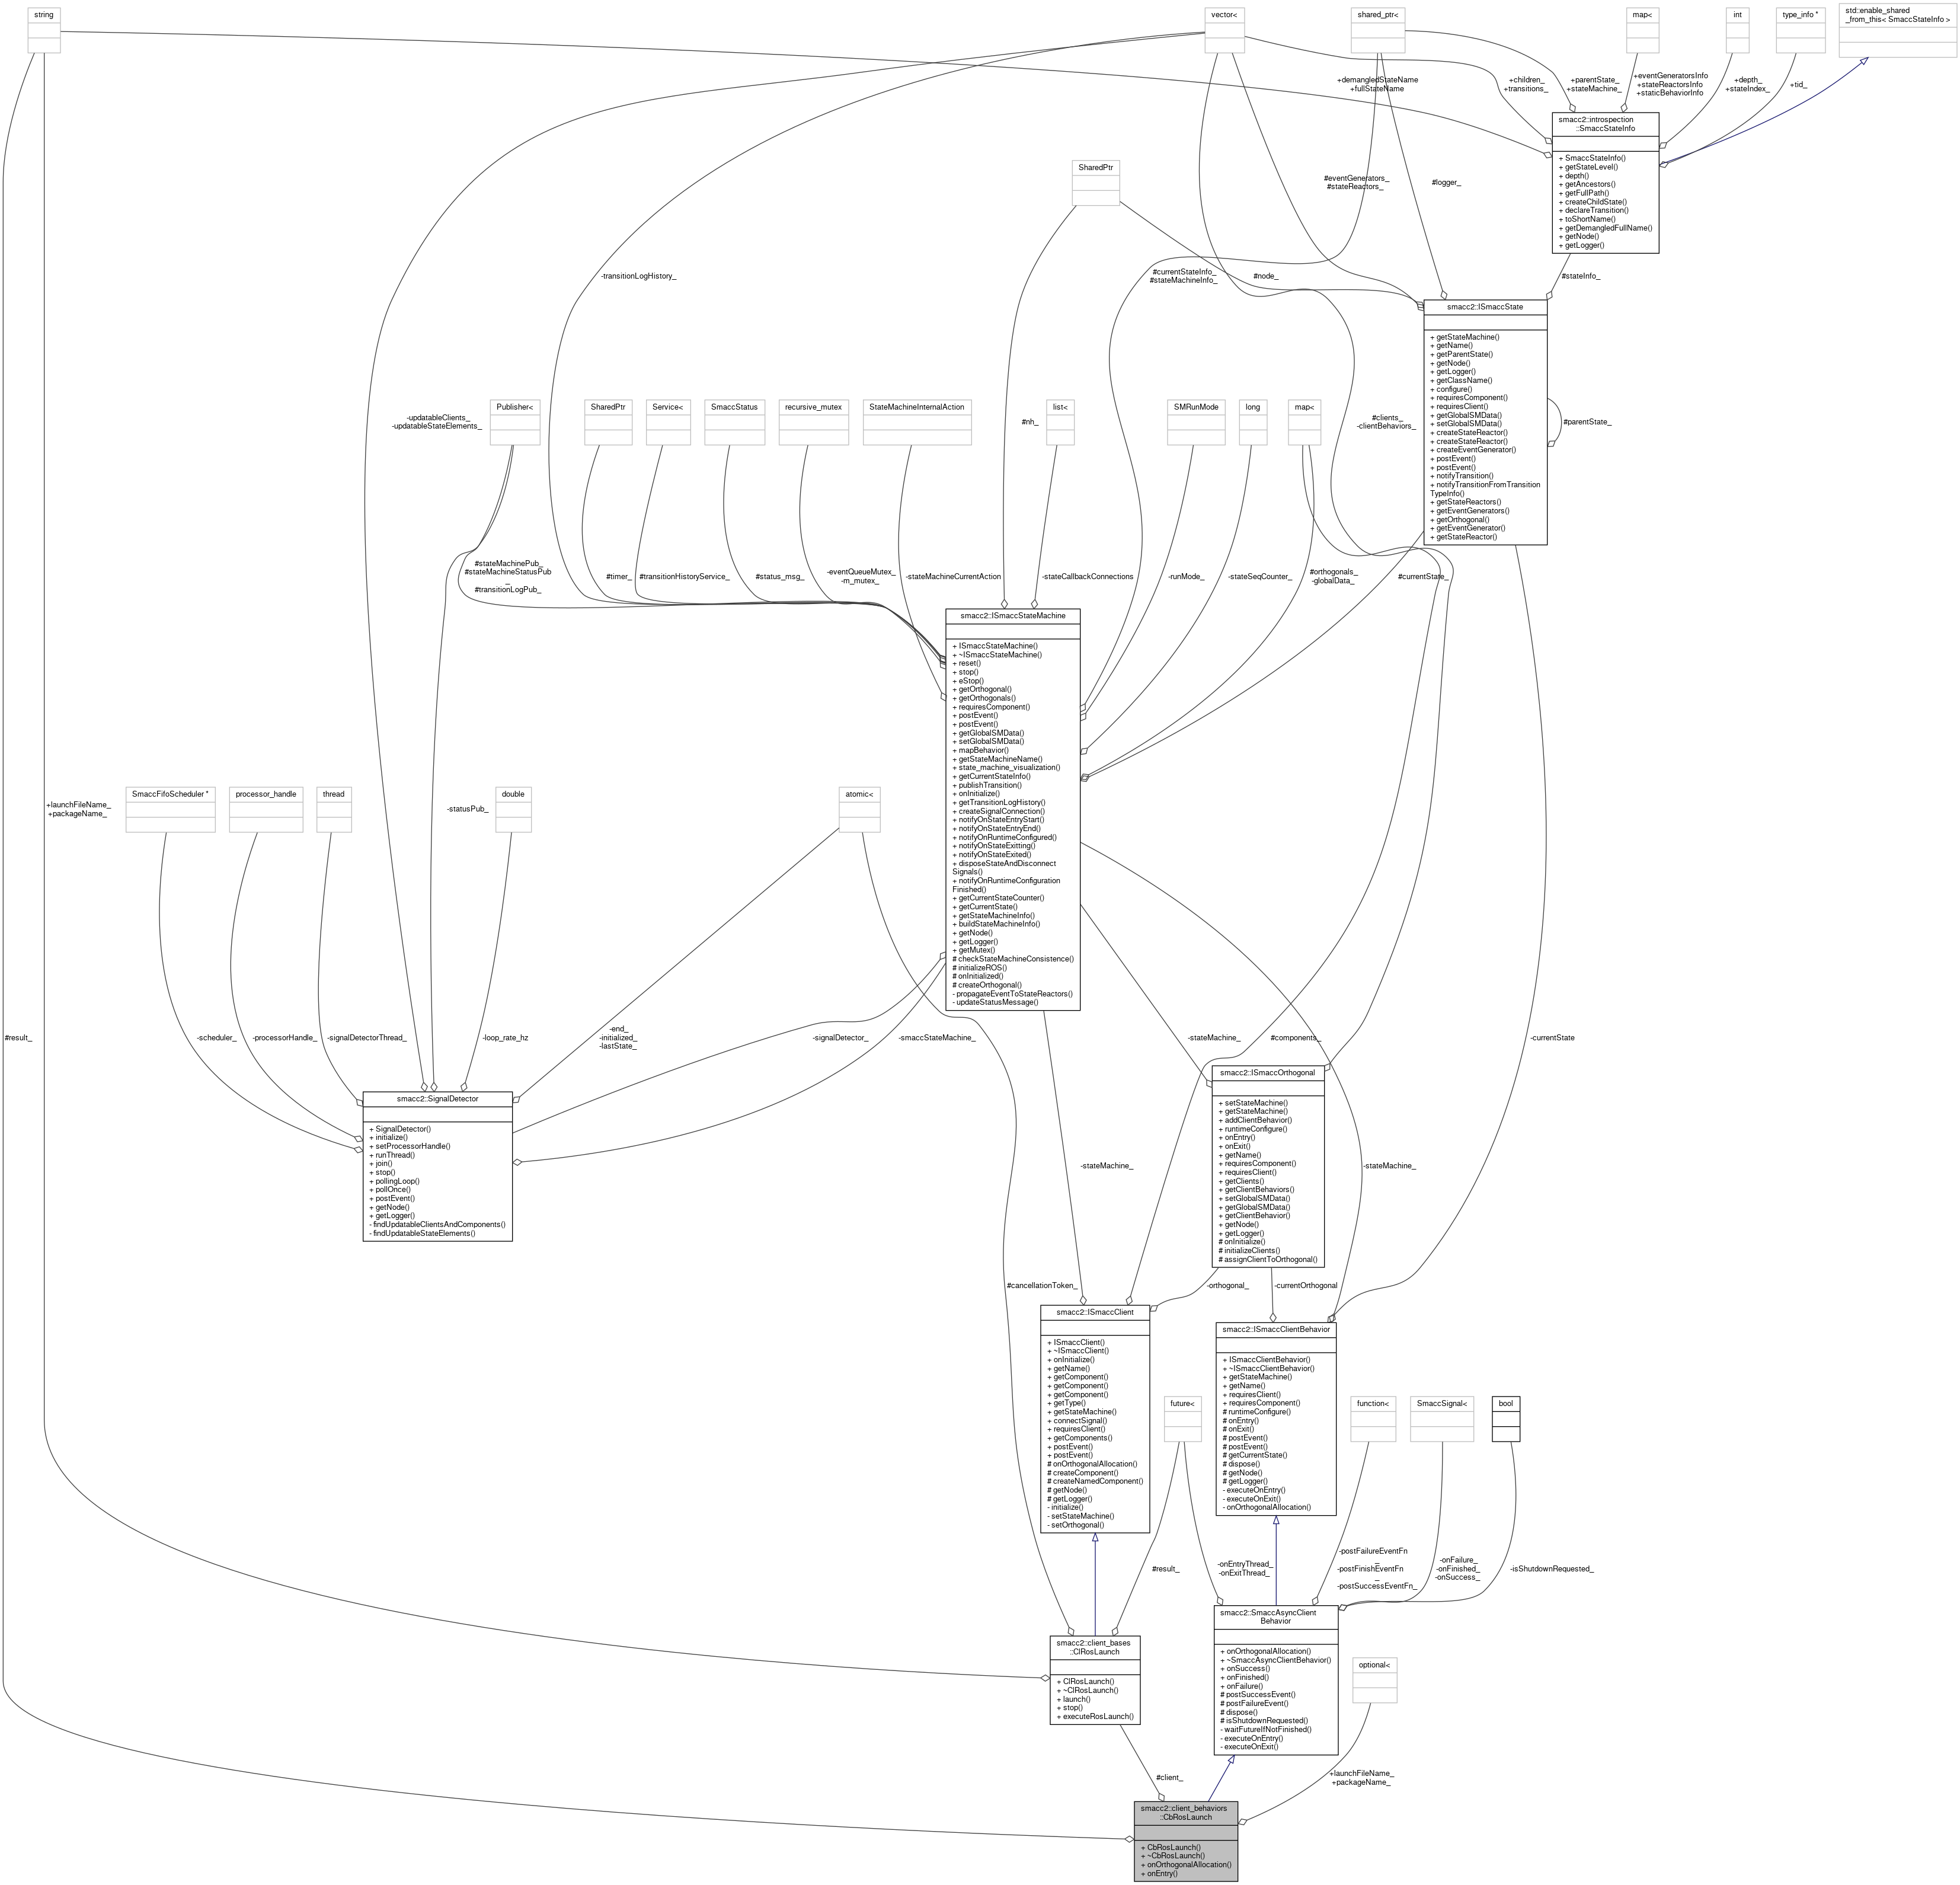 string
vector<
shared_ptr<
map<
int
type_info *
std::enable_shared
_from_this< SmaccStateInfo >
+demangledStateName
+fullStateName
+children_
+transitions_
+parentState_
+stateMachine_
+eventGeneratorsInfo
+stateReactorsInfo
+staticBehaviorInfo
+depth_
+stateIndex_
+tid_
smacc2::introspection
::SmaccStateInfo
+ SmaccStateInfo()
+ getStateLevel()
+ depth()
+ getAncestors()
+ getFullPath()
+ createChildState()
+ declareTransition()
+ toShortName()
+ getDemangledFullName()
+ getNode()
+ getLogger()
SharedPtr
#eventGenerators_
#stateReactors_
#logger_
-transitionLogHistory_
#currentStateInfo_
#stateMachineInfo_
#node_
#stateInfo_
smacc2::ISmaccState
+ getStateMachine()
+ getName()
+ getParentState()
+ getNode()
+ getLogger()
+ getClassName()
+ configure()
+ requiresComponent()
+ requiresClient()
+ getGlobalSMData()
+ setGlobalSMData()
+ createStateReactor()
+ createStateReactor()
+ createEventGenerator()
+ postEvent()
+ postEvent()
+ notifyTransition()
+ notifyTransitionFromTransition
TypeInfo()
+ getStateReactors()
+ getEventGenerators()
+ getOrthogonal()
+ getEventGenerator()
+ getStateReactor()
#parentState_
-updatableClients_
-updatableStateElements_
Publisher<
SharedPtr
Service<
SmaccStatus
recursive_mutex
StateMachineInternalAction
#nh_
list<
SMRunMode
long
map<
#clients_
-clientBehaviors_
#stateMachinePub_
#stateMachineStatusPub
_
#transitionLogPub_
#timer_
#transitionHistoryService_
#status_msg_
-eventQueueMutex_
-m_mutex_
-stateMachineCurrentAction
-stateCallbackConnections
-runMode_
-stateSeqCounter_
#orthogonals_
-globalData_
#currentState_
smacc2::ISmaccStateMachine
+ ISmaccStateMachine()
+ ~ISmaccStateMachine()
+ reset()
+ stop()
+ eStop()
+ getOrthogonal()
+ getOrthogonals()
+ requiresComponent()
+ postEvent()
+ postEvent()
+ getGlobalSMData()
+ setGlobalSMData()
+ mapBehavior()
+ getStateMachineName()
+ state_machine_visualization()
+ getCurrentStateInfo()
+ publishTransition()
+ onInitialize()
+ getTransitionLogHistory()
+ createSignalConnection()
+ notifyOnStateEntryStart()
+ notifyOnStateEntryEnd()
+ notifyOnRuntimeConfigured()
+ notifyOnStateExitting()
+ notifyOnStateExited()
+ disposeStateAndDisconnect
Signals()
+ notifyOnRuntimeConfiguration
Finished()
+ getCurrentStateCounter()
+ getCurrentState()
+ getStateMachineInfo()
+ buildStateMachineInfo()
+ getNode()
+ getLogger()
+ getMutex()
# checkStateMachineConsistence()
# initializeROS()
# onInitialized()
# createOrthogonal()
- propagateEventToStateReactors()
- updateStatusMessage()
+launchFileName_
+packageName_
SmaccFifoScheduler *
processor_handle
thread
-statusPub_
double
atomic<
#result_
-scheduler_
-processorHandle_
-signalDetectorThread_
-loop_rate_hz
-end_
-initialized_
-lastState_
-signalDetector_
-smaccStateMachine_
-stateMachine_
#components_
-currentState
smacc2::SignalDetector
+ SignalDetector()
+ initialize()
+ setProcessorHandle()
+ runThread()
+ join()
+ stop()
+ pollingLoop()
+ pollOnce()
+ postEvent()
+ getNode()
+ getLogger()
- findUpdatableClientsAndComponents()
- findUpdatableStateElements()
smacc2::ISmaccOrthogonal
+ setStateMachine()
+ getStateMachine()
+ addClientBehavior()
+ runtimeConfigure()
+ onEntry()
+ onExit()
+ getName()
+ requiresComponent()
+ requiresClient()
+ getClients()
+ getClientBehaviors()
+ setGlobalSMData()
+ getGlobalSMData()
+ getClientBehavior()
+ getNode()
+ getLogger()
# onInitialize()
# initializeClients()
# assignClientToOrthogonal()
-stateMachine_
-stateMachine_
#cancellationToken_
-orthogonal_
-currentOrthogonal
smacc2::ISmaccClient
+ ISmaccClient()
+ ~ISmaccClient()
+ onInitialize()
+ getName()
+ getComponent()
+ getComponent()
+ getComponent()
+ getType()
+ getStateMachine()
+ connectSignal()
+ requiresClient()
+ getComponents()
+ postEvent()
+ postEvent()
# onOrthogonalAllocation()
# createComponent()
# createNamedComponent()
# getNode()
# getLogger()
- initialize()
- setStateMachine()
- setOrthogonal()
smacc2::ISmaccClientBehavior
+ ISmaccClientBehavior()
+ ~ISmaccClientBehavior()
+ getStateMachine()
+ getName()
+ requiresClient()
+ requiresComponent()
# runtimeConfigure()
# onEntry()
# onExit()
# postEvent()
# postEvent()
# getCurrentState()
# dispose()
# getNode()
# getLogger()
- executeOnEntry()
- executeOnExit()
- onOrthogonalAllocation()
future<
function<
SmaccSignal<
bool
#result_
-onEntryThread_
-onExitThread_
-postFailureEventFn
_
-postFinishEventFn
_
-postSuccessEventFn_
-onFailure_
-onFinished_
-onSuccess_
-isShutdownRequested_
smacc2::client_bases
::ClRosLaunch
+ ClRosLaunch()
+ ~ClRosLaunch()
+ launch()
+ stop()
+ executeRosLaunch()
smacc2::SmaccAsyncClient
Behavior
+ onOrthogonalAllocation()
+ ~SmaccAsyncClientBehavior()
+ onSuccess()
+ onFinished()
+ onFailure()
# postSuccessEvent()
# postFailureEvent()
# dispose()
# isShutdownRequested()
- waitFutureIfNotFinished()
- executeOnEntry()
- executeOnExit()
optional<
#client_
+launchFileName_
+packageName_
smacc2::client_behaviors
::CbRosLaunch
+ CbRosLaunch()
+ ~CbRosLaunch()
+ onOrthogonalAllocation()
+ onEntry()